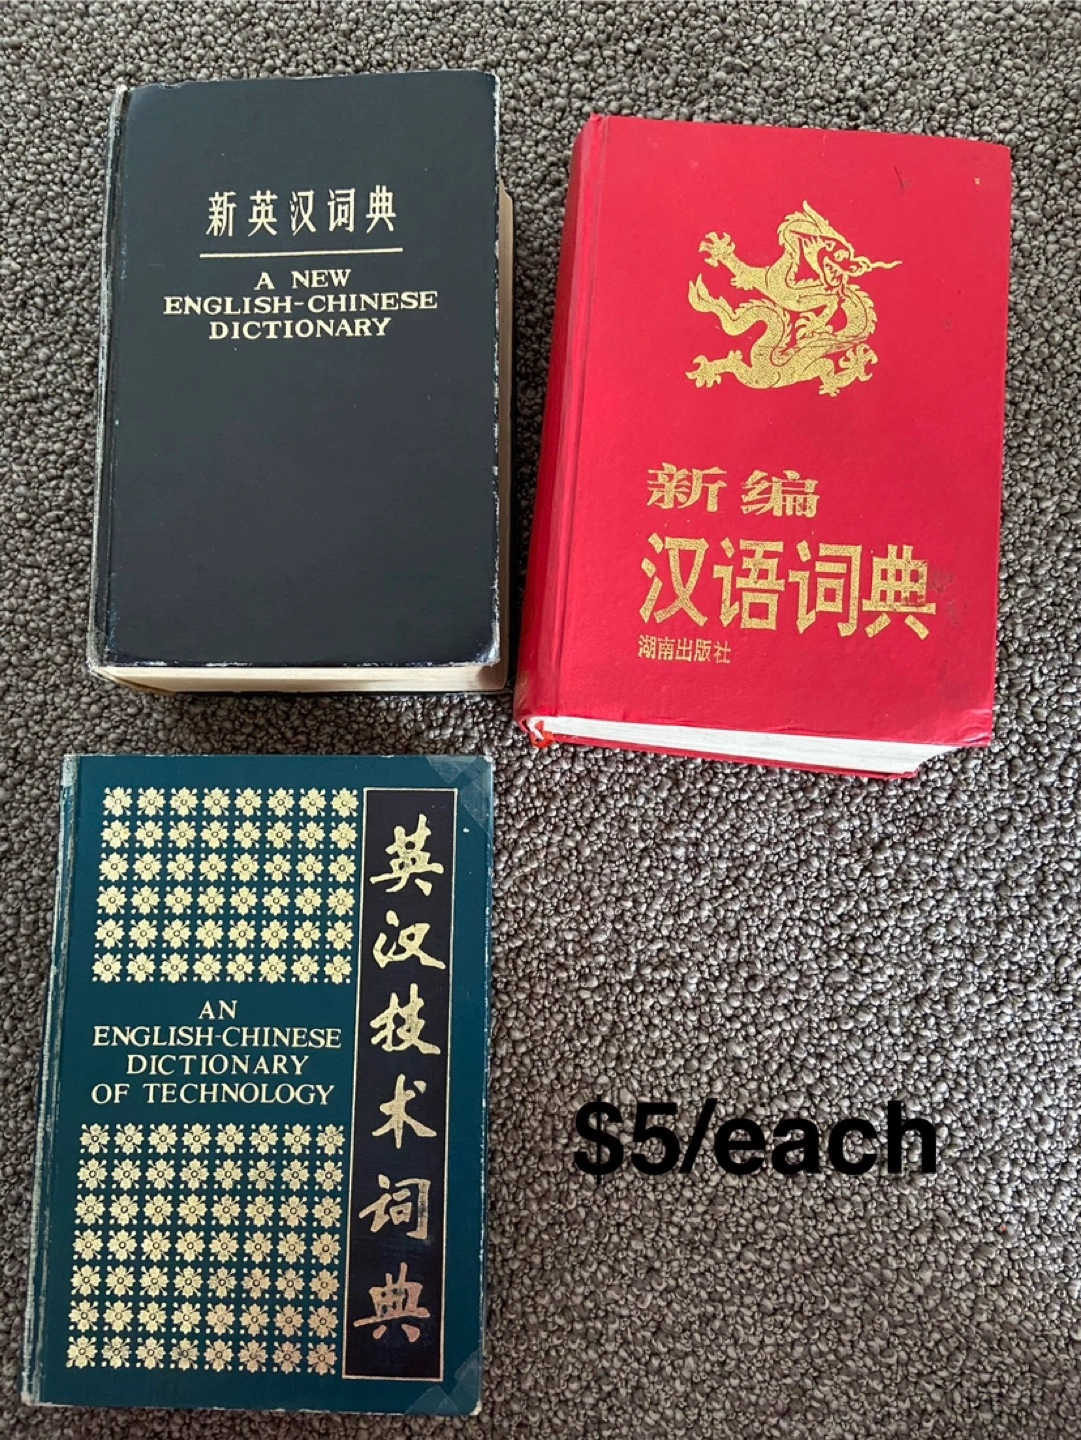 新英汉词典
A NEW
ENGLISH-CHINESE
DICTIONARY
新编
汉语词典
湖南出版社
英汉技术词典
AN
ENGLISH-CHINESE
DICTIONARY
OF TECHNOLOGY
$5/each